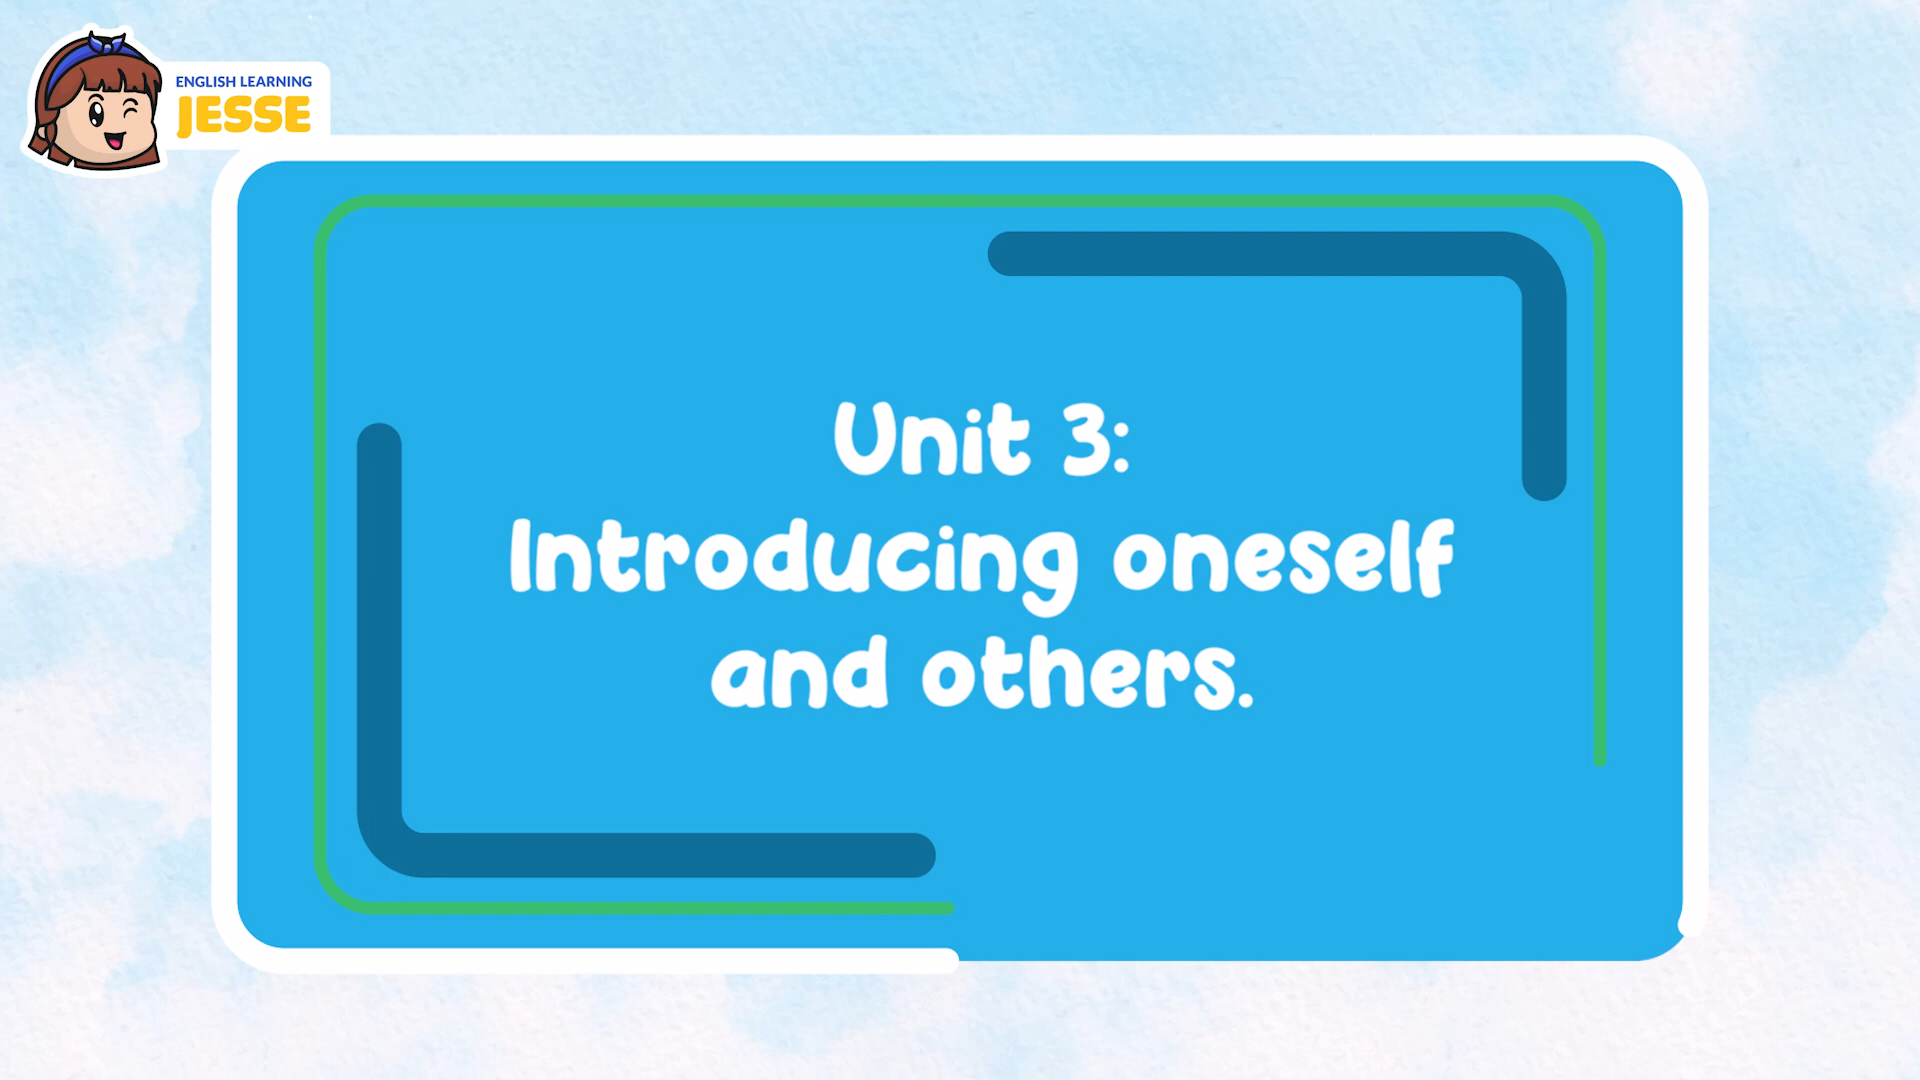 ENGLISH LEARNING
JESSE
Unit 3:
Introducing oneself
and others.